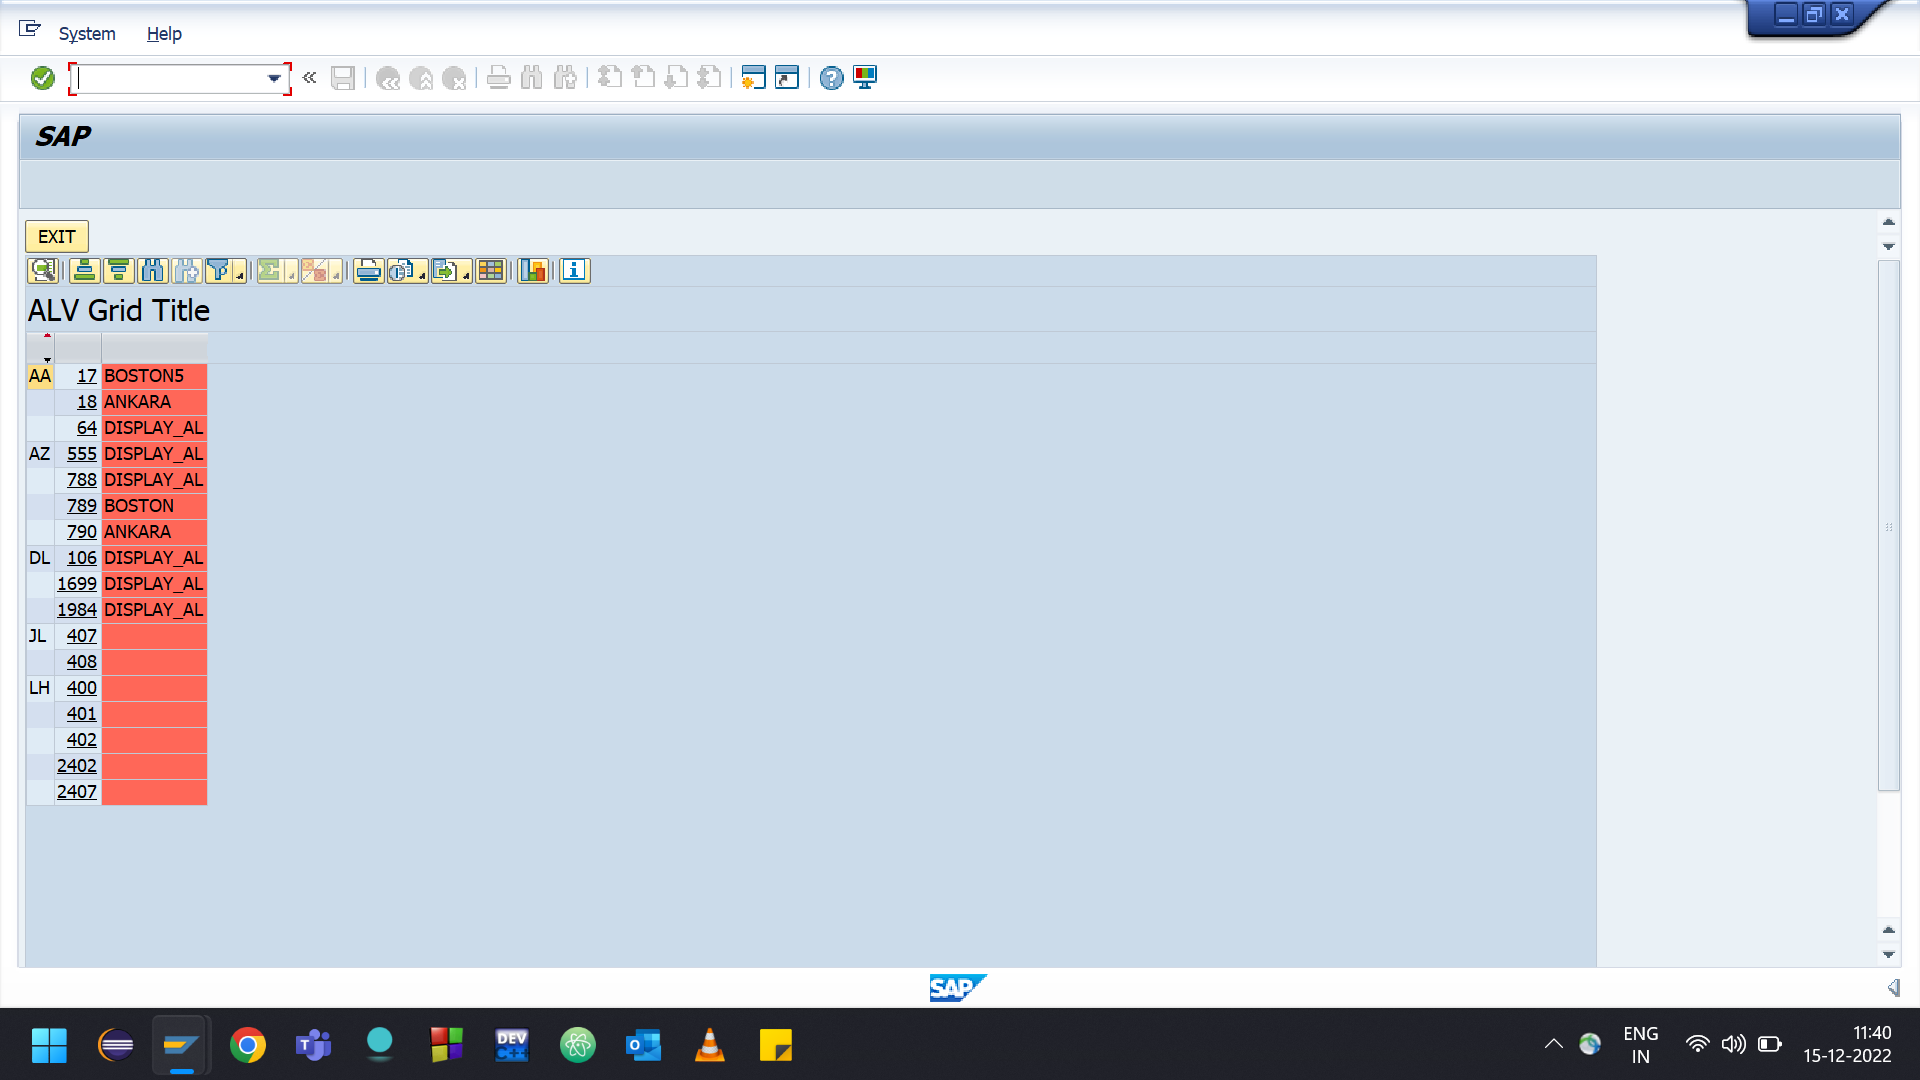 System Help
SAP
EXIT
ALV Grid Title
AA 17 BOSTON5
18 ANKARA
64 DISPLAY_AL
AZ 555 DISPLAY_AL
788 DISPLAY_AL
789 BOSTON
790 ANKARA
DL 106 DISPLAY_AL
1699 DISPLAY_AL
1984 DISPLAY_AL
JL 407
408
LH 400
401
402
2402
2407
SAP
DEV
C++
ENG
IN
11:40
15-12-2022